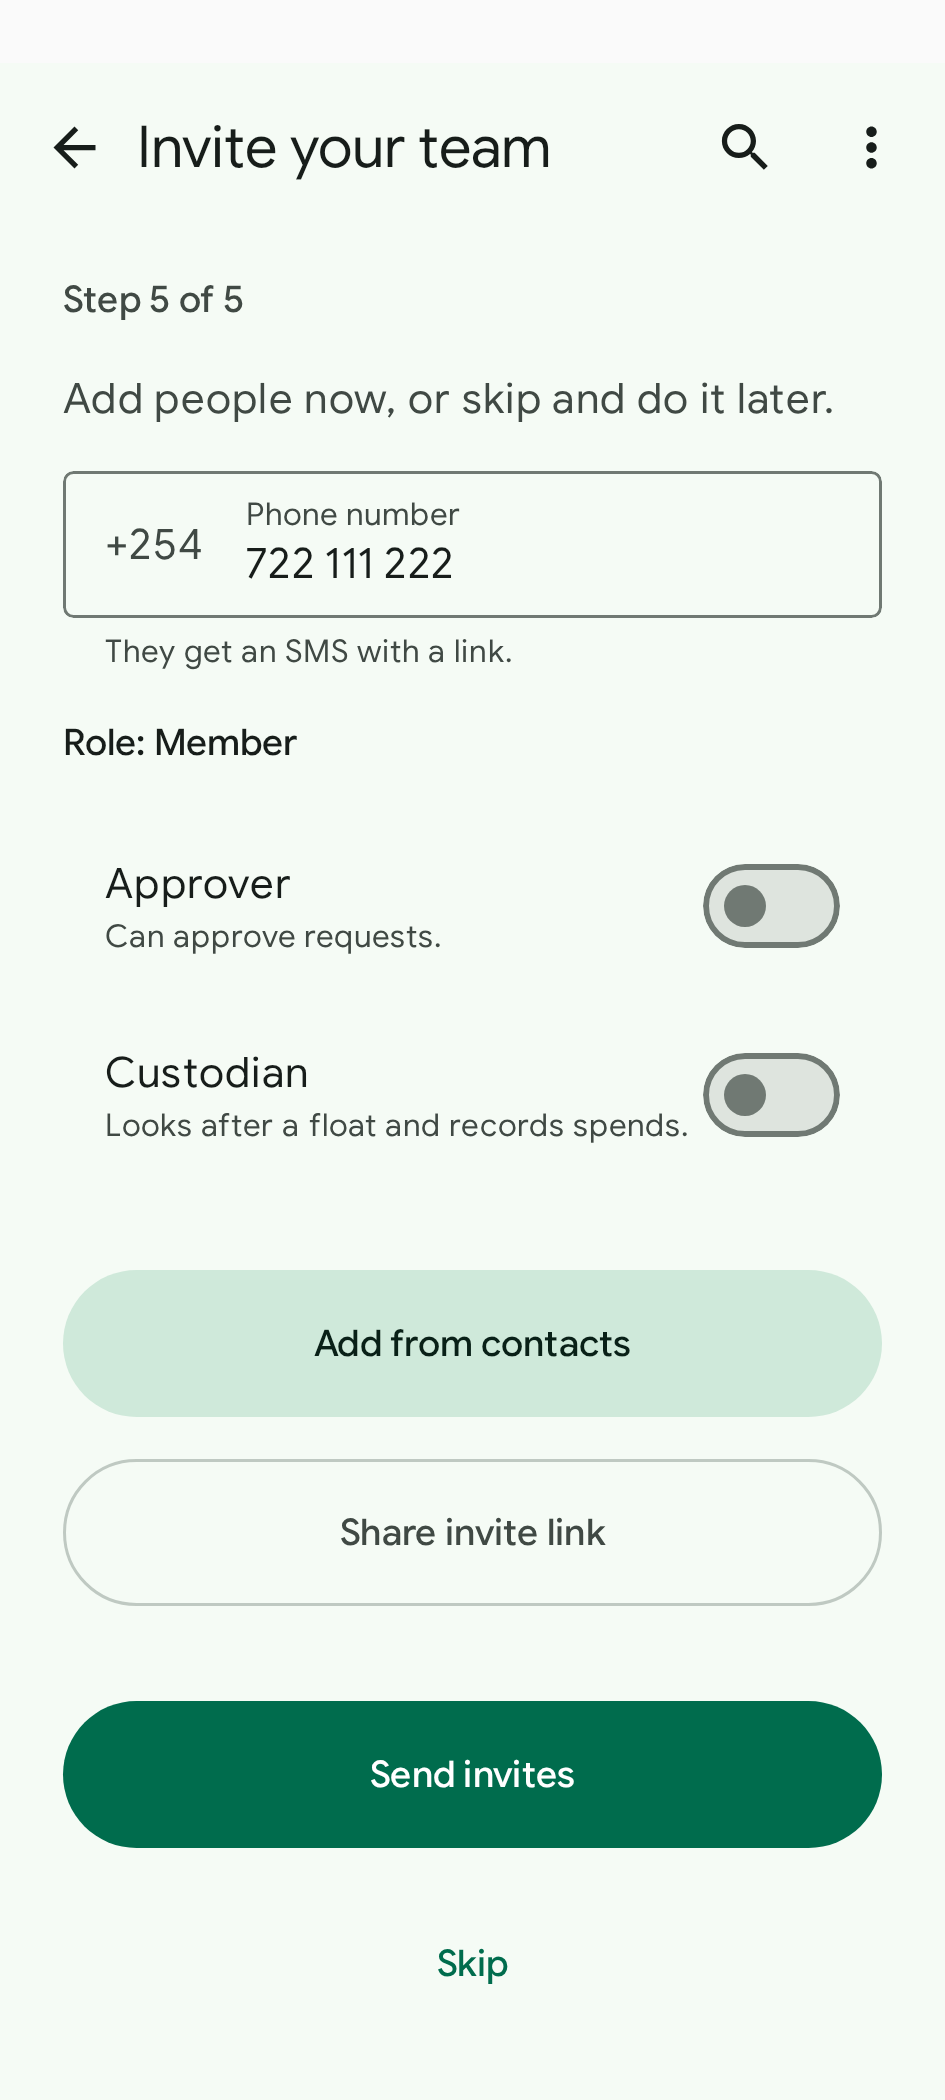 Invite your team
Step 5 of 5
Add people now, or skip and do it later.
+254
Phone number
722 111 222
They get an SMS with a link.
Role: Member
Approver
Can approve requests.
Custodian
Looks after a float and records spends.
Add from contacts
Share invite link
Send invites
Skip